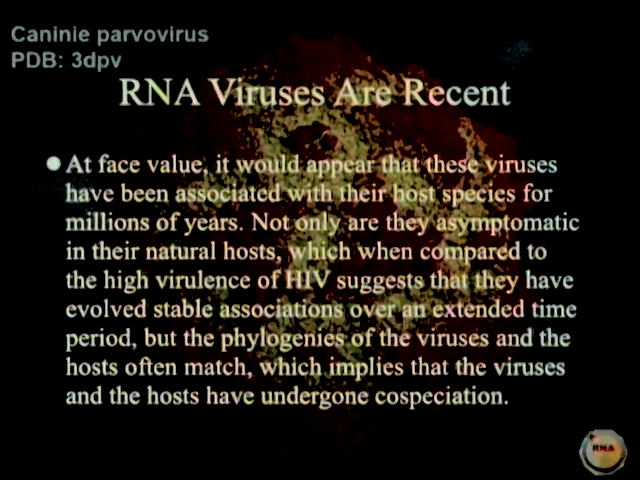 Caninie parvovirus
PDB: 3dpv
RNA Viruses Are Recent
At face value, it would appear that these viruses
have been associated with their host species for
millions of years. Not only are they asymptomatic
in their natural hosts, which when compared to
the high virulence of HIV suggests that they have
evolved stable associations over an extended time
period, but the phylogenies of the viruses and the
hosts often match, which implies that the viruses
and the hosts have undergone cospeciation.
RNA